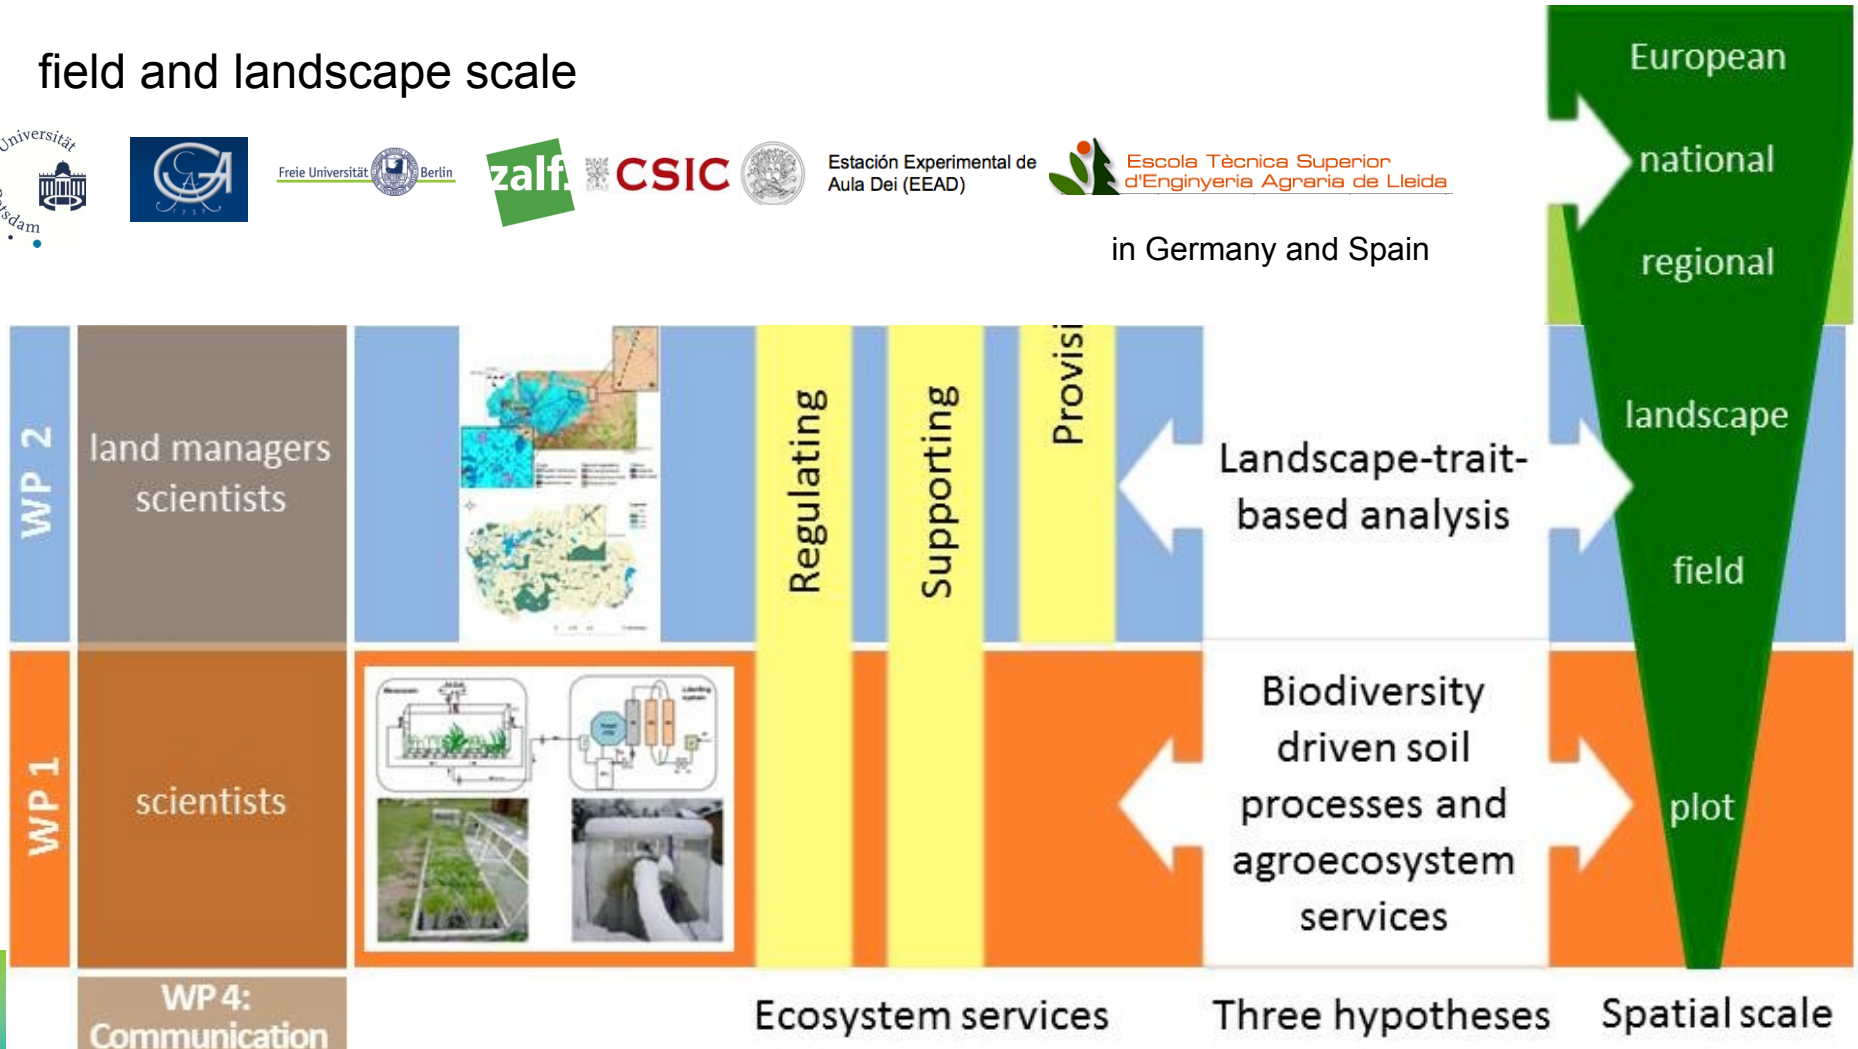 field and landscape scale
Universität
Potsdam
1737
Freie Universität Berlin
zalf.
CSIC
Estación Experimental de
Aula Dei (EEAD)
Escola Tècnica Superior
d'Enginyeria Agraria de Lleida
in Germany and Spain
European
national
regional
landscape
field
plot
WP 2
land managers
scientists
Regulating
Supporting
Provisi
Landscape-trait-
based analysis
WP 1
scientists
Biodiversity
driven soil
processes and
agroecosystem
services
WP 4:
Communication
Ecosystem services
Three hypotheses
Spatial scale